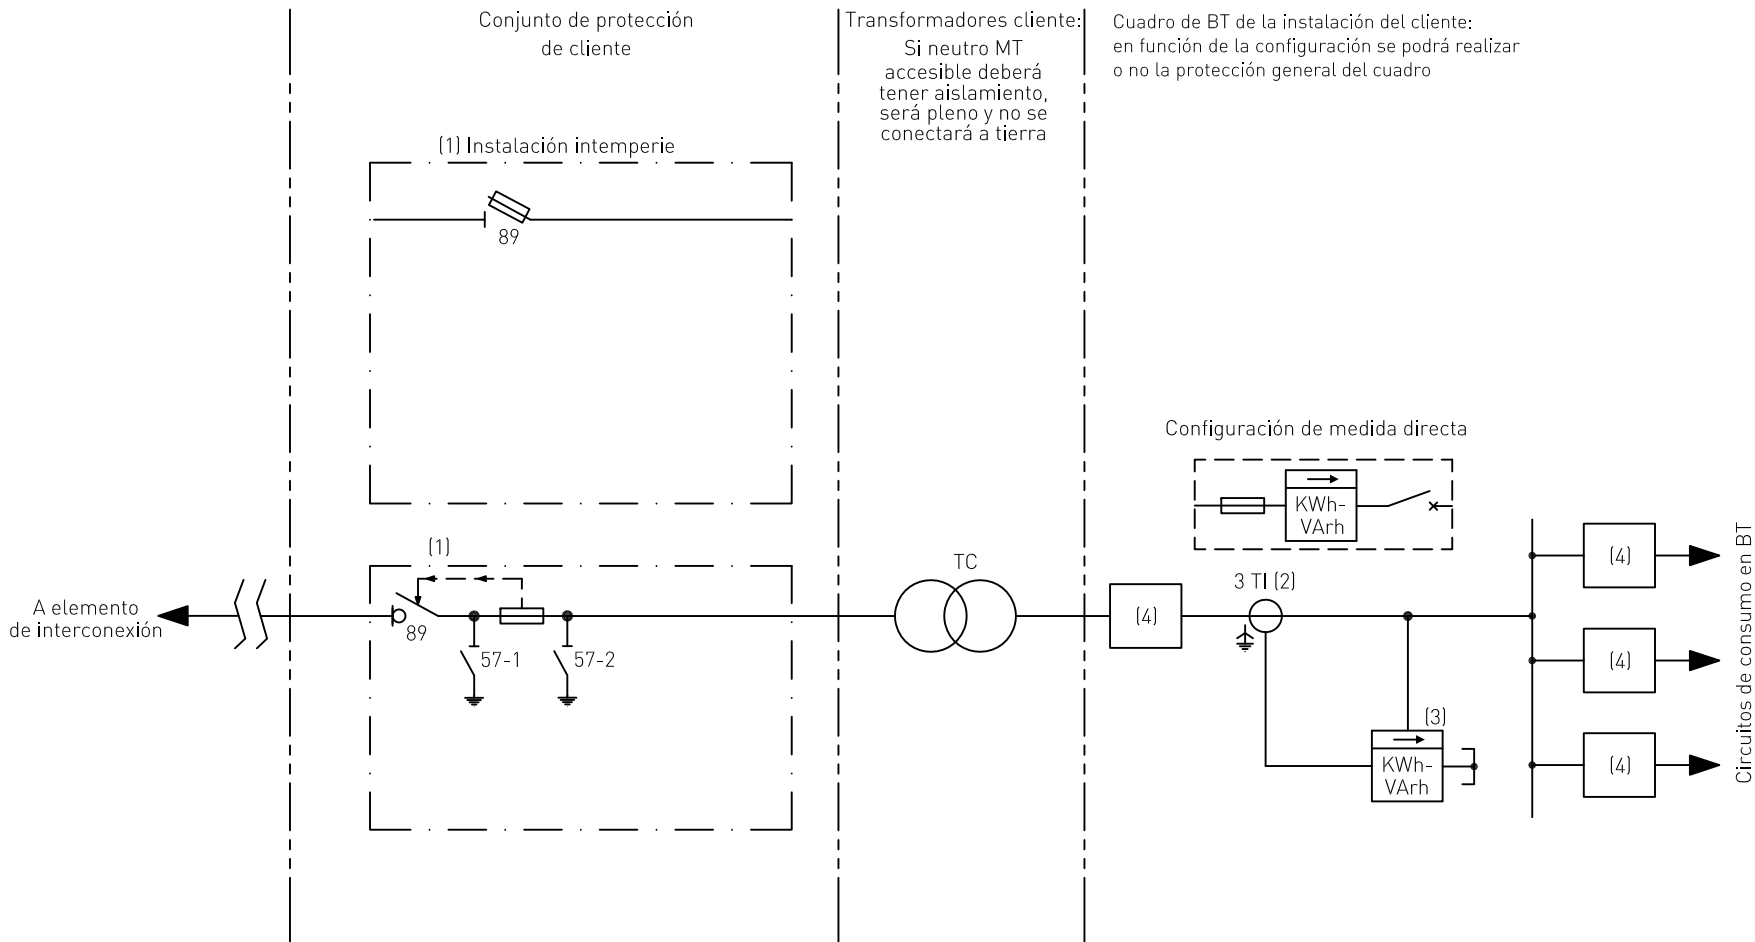 Conjunto de protección
de cliente
Transformadores cliente:
Si neutro MT
accesible deberá
tener aislamiento,
será pleno y no se
conectará a tierra
Cuadro de BT de la instalación del cliente:
en función de la configuración se podrá realizar
o no la protección general del cuadro
(1) Instalación intemperie
89
Configuración de medida directa
KWh-
VArh
(1)
A elemento
de interconexión
89
57-1
57-2
TC
(4)
3 TI (2)
(3)
KWh-
VArh
(4)
(4)
(4)
Circuitos de consumo en BT